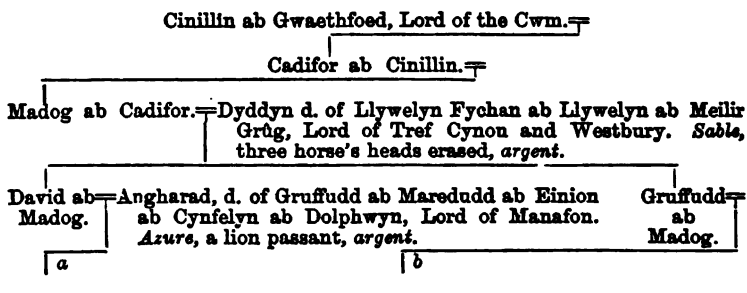 Cinillin ab Gwaethfoed, Lord of the Cwm.
Cadifor ab Cinillin.
Madog ab Cadifor. Dyddyn d. of Llywelyn Fychan ab Llywelyn ab Meilir
Grûg, Lord of Tref Cynon and Westbury. Sable,
three horse's heads erased, argent.
David ab Angharad, d. of Gruffudd ab Maredudd ab Einion Gruffudd
Madog. ab Cynfelyn ab Dolphwyn, Lord of Manafon. ab
Azure, a lion passant, argent. Madog.
a b